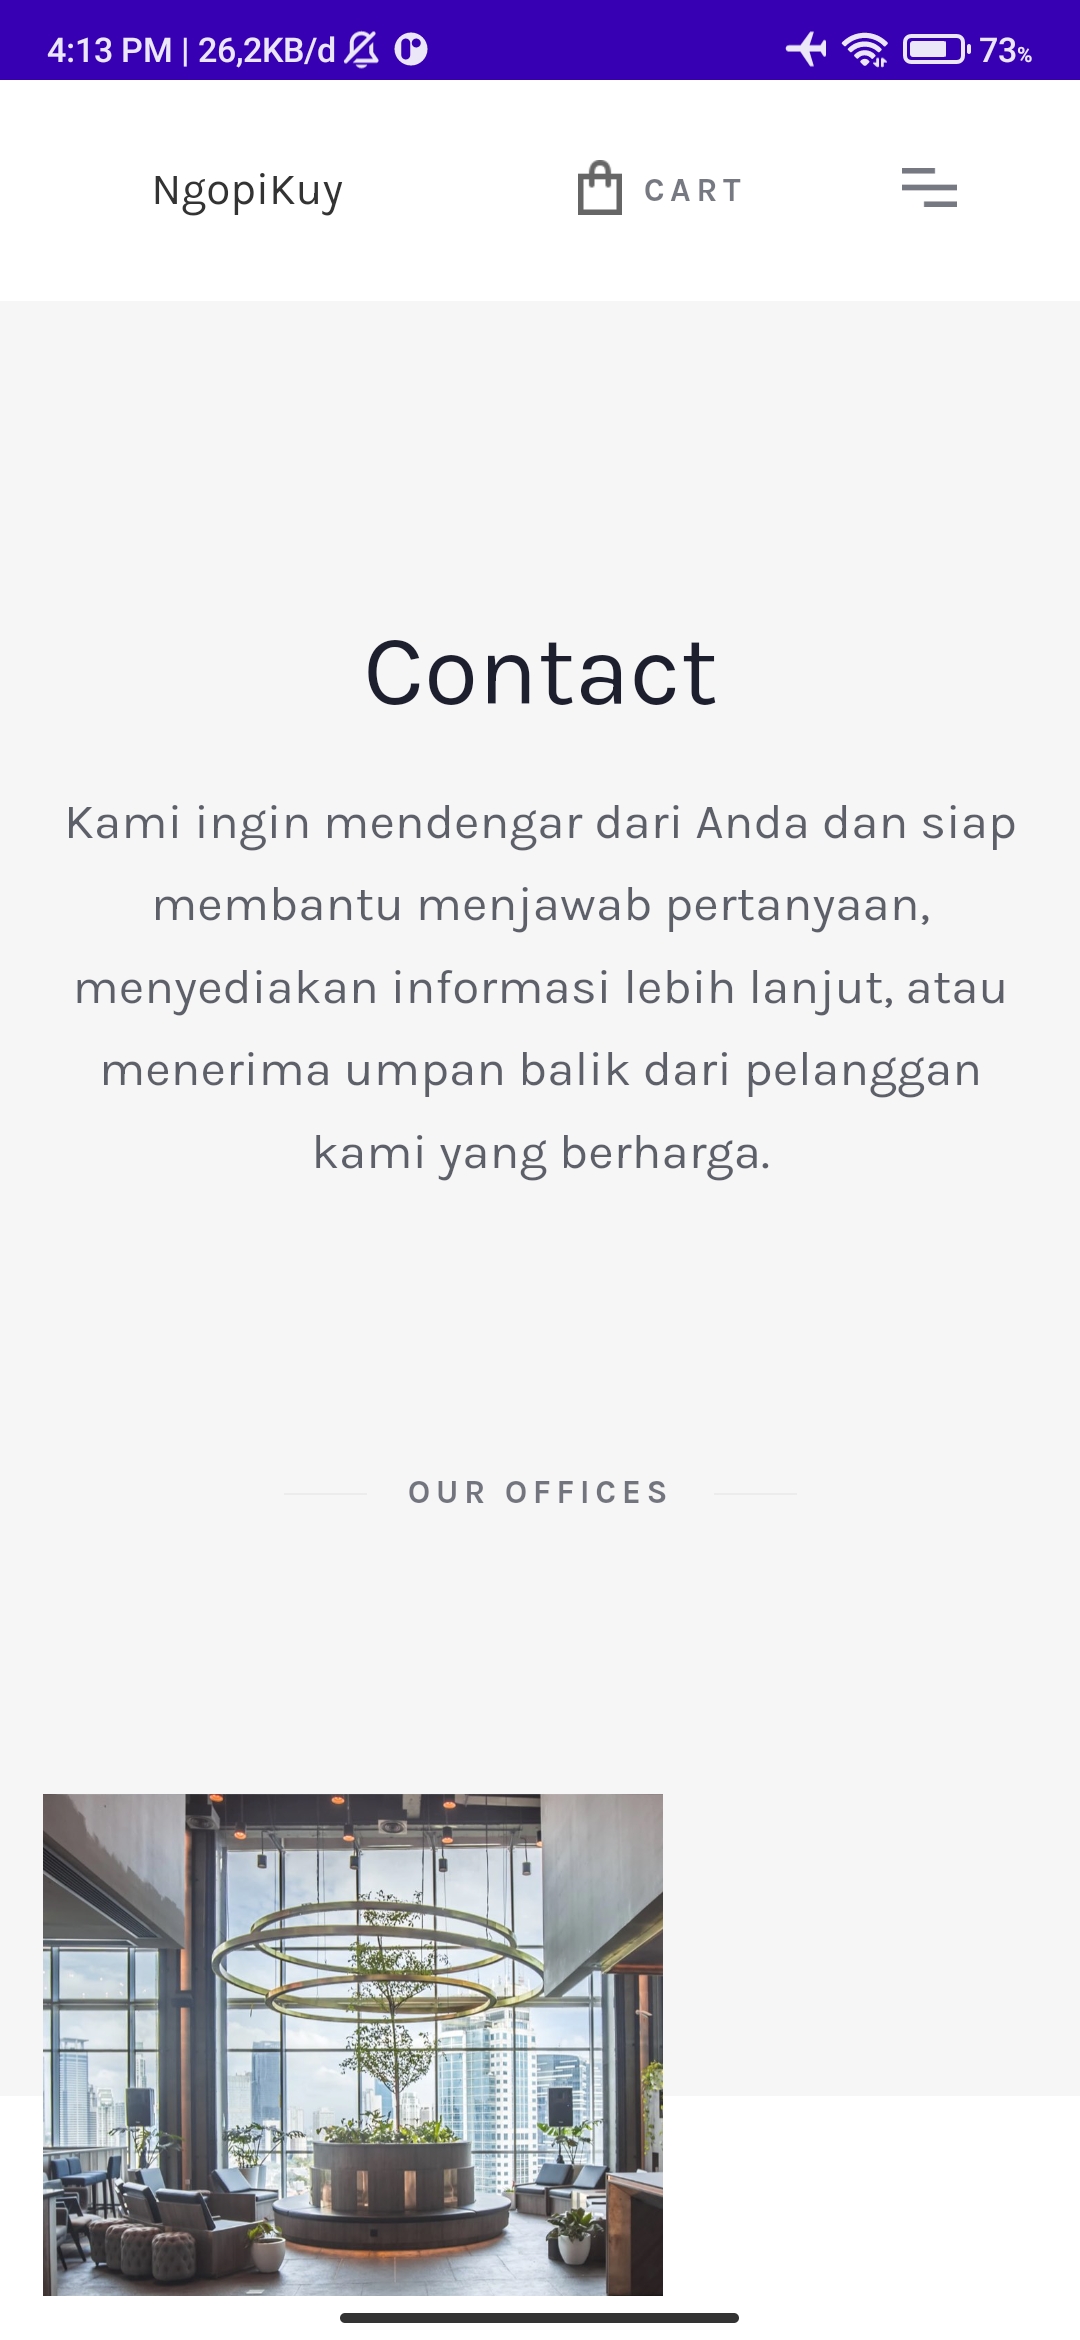 4:13 PM | 26,2KB/d
73%
NgopiKuy
CART
Contact
Kami ingin mendengar dari Anda dan siap
membantu menjawab pertanyaan,
menyediakan informasi lebih lanjut, atau
menerima umpan balik dari pelanggan
kami yang berharga.
OUR OFFICES